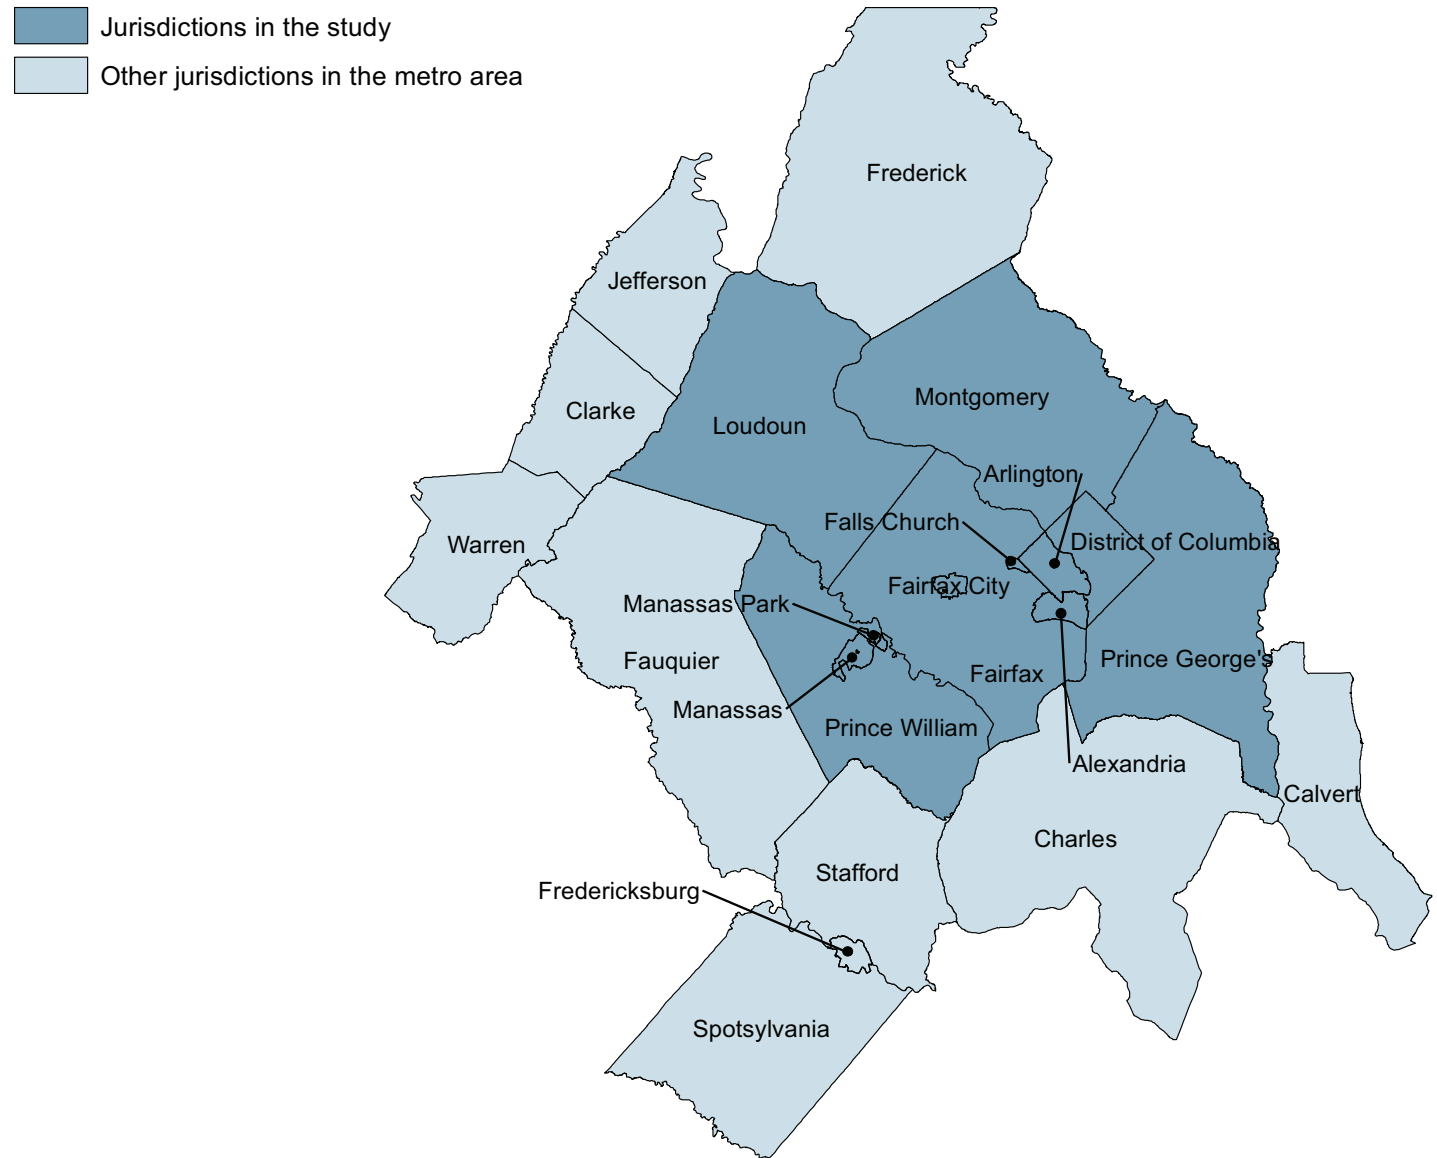 Jurisdictions in the study
Other jurisdictions in the metro area
Frederick
Jefferson
Montgomery
Clarke
Loudoun
Arlington
Falls Church
District of Columbia
Warren
Fairfax City
Manassas Park
Fauquier
Prince George's
Fairfax
Manassas
Prince William
Alexandria
Calvert
Charles
Stafford
Fredericksburg
Spotsylvania